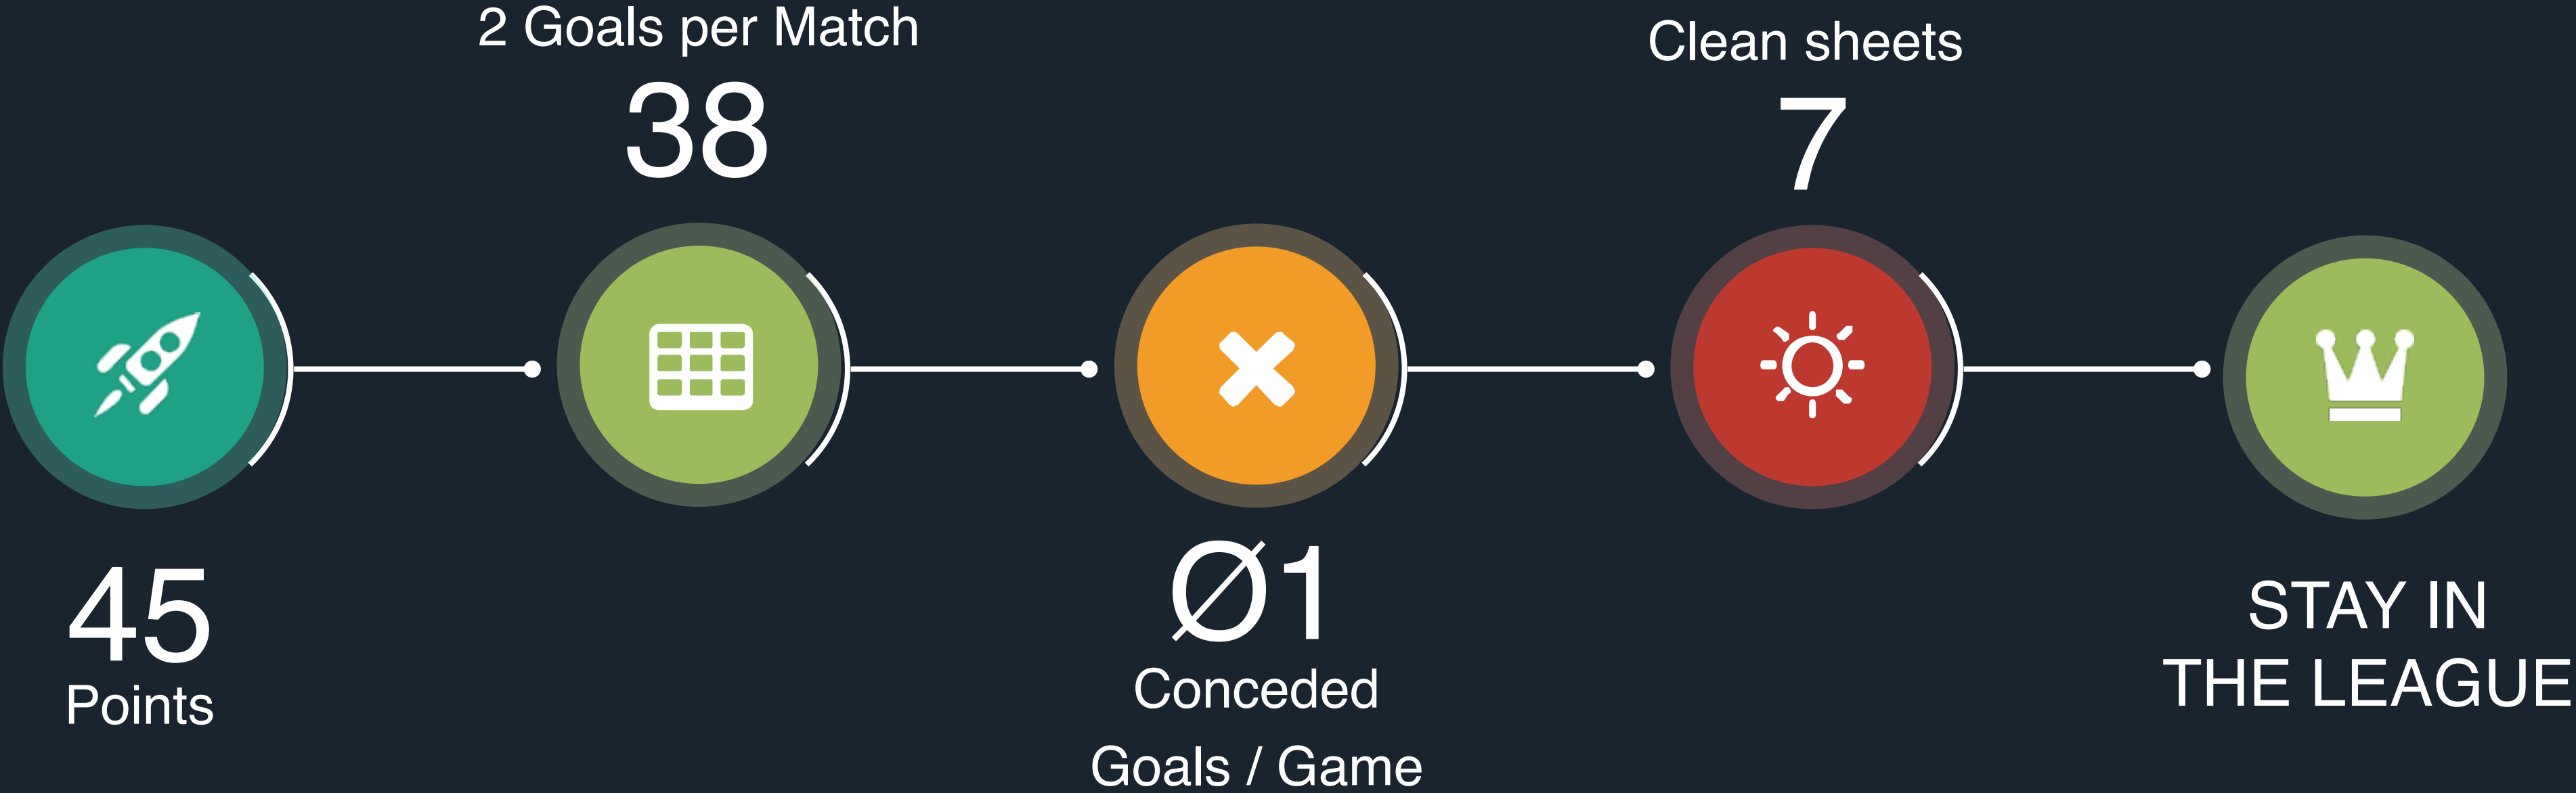 2 Goals per Match
38
Clean sheets
7
45
Points
Ø1
Conceded
Goals / Game
STAY IN
THE LEAGUE